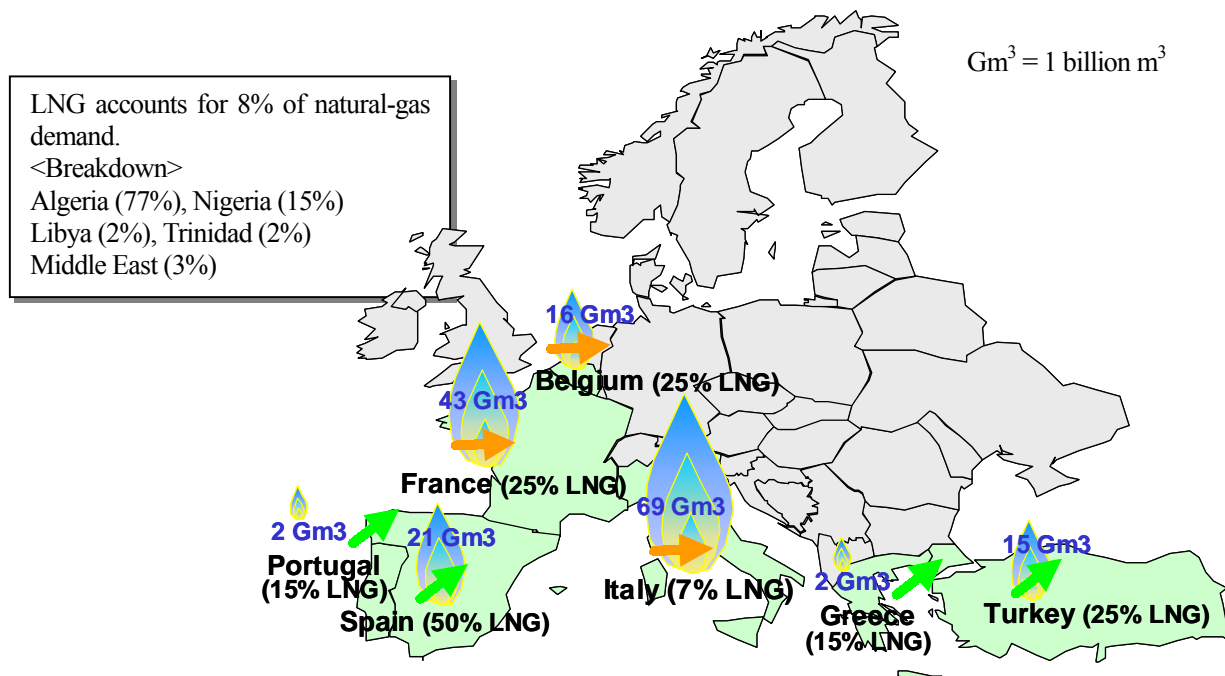 Gm³ = 1 billion m³
LNG accounts for 8% of natural-gas
demand.
<Breakdown>
Algeria (77%), Nigeria (15%)
Libya (2%), Trinidad (2%)
Middle East (3%)
16 Gm3
Belgium (25% LNG)
43 Gm3
France (25% LNG)
69 Gm3
Italy (7% LNG)
2 Gm3
Portugal
(15% LNG)
21 Gm3
Spain (50% LNG)
2 Gm3
Greece
(15% LNG)
15 Gm3
Turkey (25% LNG)